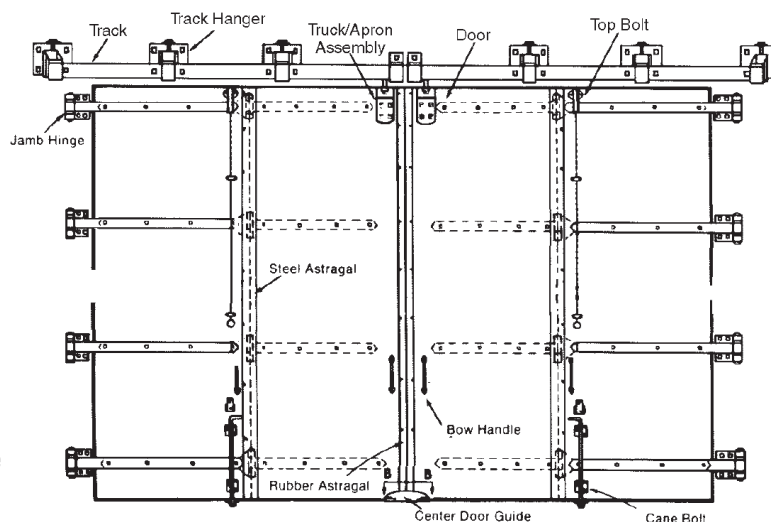 Track
Track Hanger
Truck/Apron
Assembly
Door
Top Bolt
Jamb Hinge
Steel Astragal
Bow Handle
B
B
Rubber Astragal
Center Door Guide
Cane Bolt